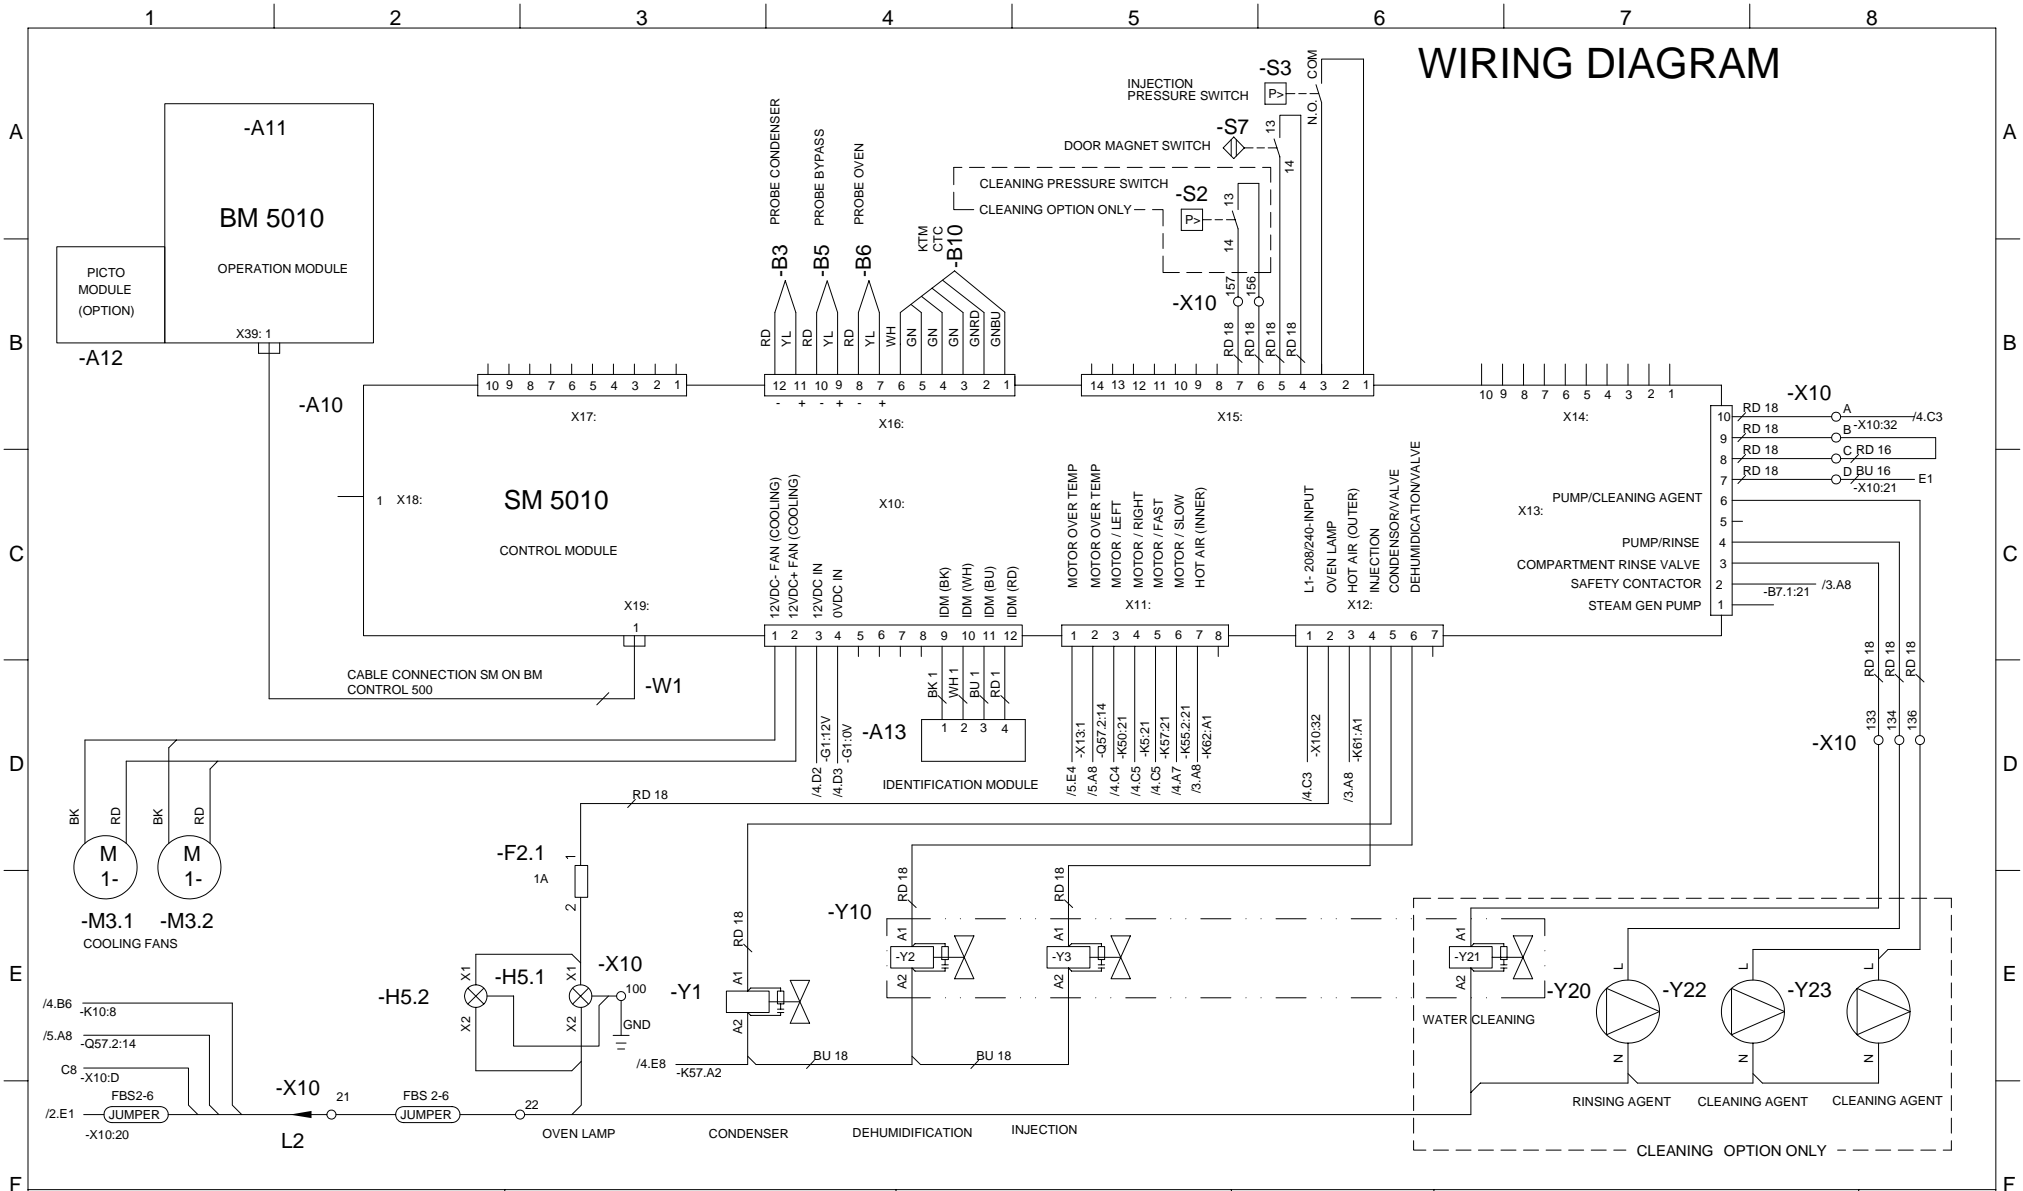 1 2 3 4 5 6 7 8
WIRING DIAGRAM
A A
B B
C C
D D
E E
F F
-A11
BM 5010
OPERATION MODULE
X39: 1
PICTO
MODULE
(OPTION)
-A12
PROBE CONDENSER
PROBE BYPASS
PROBE OVEN
-B3
-B5
-B6
KTM
CTC
-B10
RD YL RD YL RD YL WH GN GN GN GNRD GNBU
INJECTION
PRESSURE SWITCH
-S3
P>
N.O. COM
DOOR MAGNET SWITCH
-S7
13
14
CLEANING PRESSURE SWITCH
CLEANING OPTION ONLY
-S2
P>
13
14
-X10
157 156
RD 18 RD 18 RD 18 RD 18
-A10
10 9 8 7 6 5 4 3 2 1
X17:
12 11 10 9 8 7 6 5 4 3 2 1
- + - + - +
X16:
14 13 12 11 10 9 8 7 6 5 4 3 2 1
X15:
10 9 8 7 6 5 4 3 2 1
X14:
-X10
10 RD 18 A /4.C3
-X10:32
9 RD 18 B
8 RD 18 C RD 16
7 RD 18 D BU 16 E1
-X10:21
6 PUMP/CLEANING AGENT
X13:
5
4 PUMP/RINSE
3 COMPARTMENT RINSE VALVE
2 SAFETY CONTACTOR
-B7.1:21 /3.A8
1 STEAM GEN PUMP
1 X18:
SM 5010
CONTROL MODULE
X10:
X19:
1
12VDC- FAN (COOLING)
12VDC+ FAN (COOLING)
12VDC IN
0VDC IN
IDM (BK)
IDM (WH)
IDM (BU)
IDM (RD)
1 2 3 4 5 6 7 8 9 10 11 12
MOTOR OVER TEMP
MOTOR OVER TEMP
MOTOR / LEFT
MOTOR / RIGHT
MOTOR / FAST
MOTOR / SLOW
HOT AIR (INNER)
X11:
1 2 3 4 5 6 7 8
L1- 208/240-INPUT
OVEN LAMP
HOT AIR (OUTER)
INJECTION
CONDENSOR/VALVE
DEHUMIDICATION/VALVE
X12:
1 2 3 4 5 6 7
CABLE CONNECTION SM ON BM
CONTROL 500
-W1
/4.D2 -G1:12V
/4.D3 -G1:0V
BK 1 WH 1 BU 1 RD 1
-A13
1 2 3 4
IDENTIFICATION MODULE
/5.E4 -X13:1
/5.A8 -Q57.2:14
/4.C4 -K50:21
/4.C5 -K5:21
/4.C5 -K57:21
/4.A7 -K55.2:21
/3.A8 -K62:A1
/4.C3 -X10:32
/3.A8 -K61:A1
RD 18 RD 18 RD 18
133 134 136
-X10
BK RD BK RD
M
1-
M
1-
-M3.1 -M3.2
COOLING FANS
RD 18
-F2.1
1A
1
2
-H5.2
X1
X2
-H5.1
X1
X2
-X10
100
GND
-Y1
RD 18
A1
A2
-Y10
RD 18
A1
-Y2
A2
RD 18
A1
-Y3
A2
A1
-Y21
A2
WATER CLEANING
-Y20
L
N
-Y22
L
N
-Y23
L
N
/4.B6 -K10:8
/5.A8 -Q57.2:14
C8 -X10:D
/2.E1 -X10:20
FBS2-6
JUMPER
-X10
L2
21
FBS 2-6
JUMPER
22
/4.E8 -K57.A2
BU 18
BU 18
OVEN LAMP
CONDENSER
DEHUMIDIFICATION
INJECTION
RINSING AGENT
CLEANING AGENT
CLEANING AGENT
CLEANING OPTION ONLY